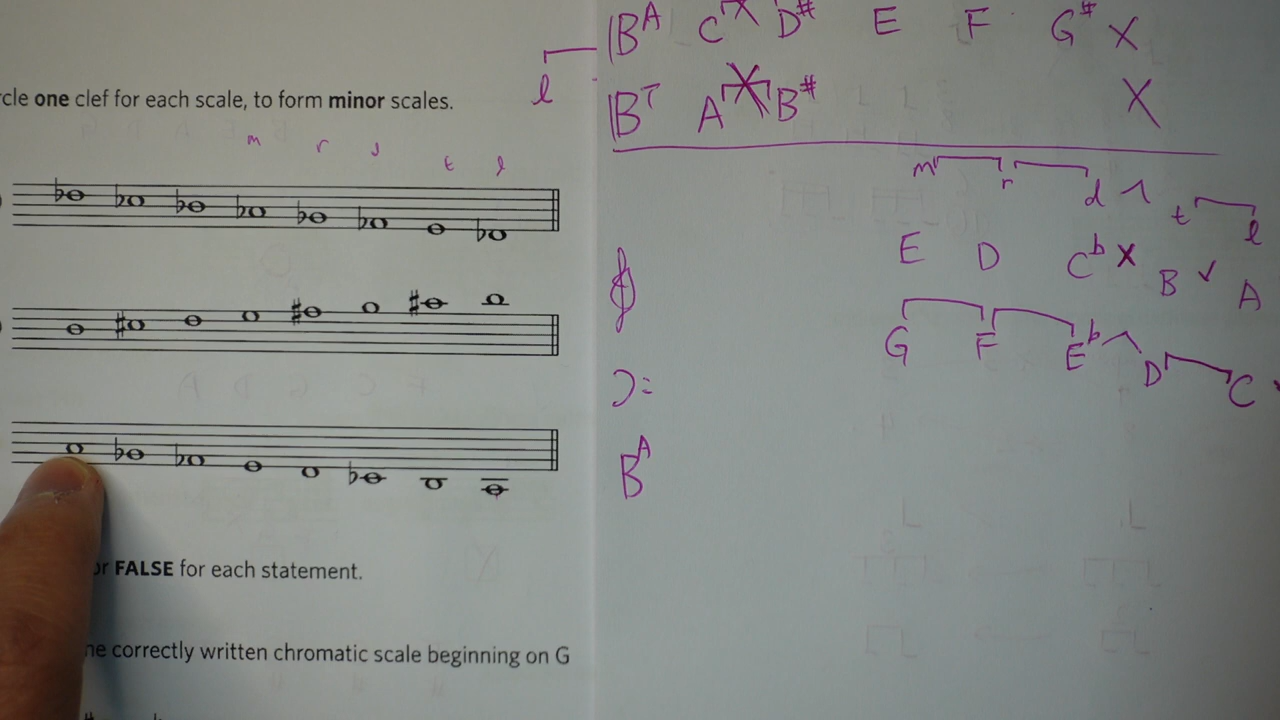 B A C X D# E F G# X
l
rcle one clef for each scale, to form minor scales.
B T A X B# X
m r d t l
m r d t l
E D C b X B ✓ A
G F E b D C
B A
or FALSE for each statement.
ne correctly written chromatic scale beginning on G